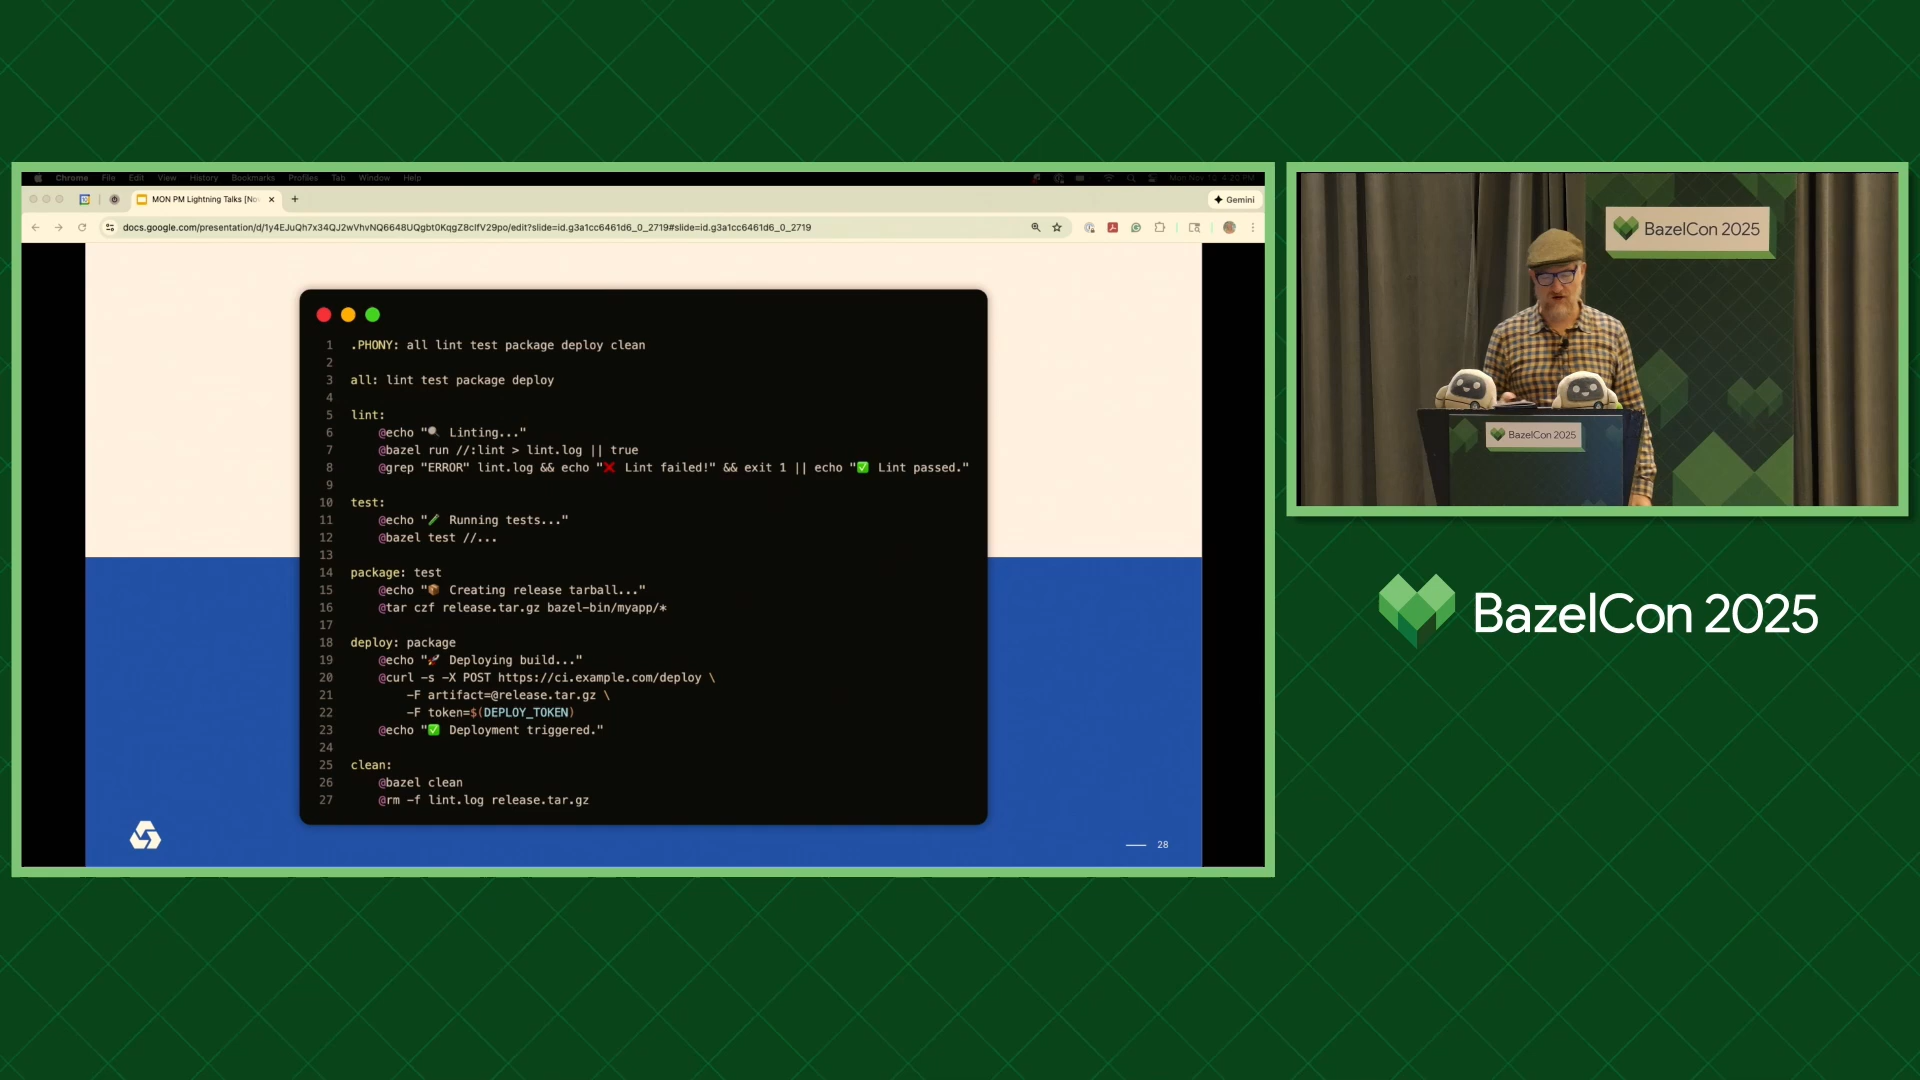 Chrome File Edit View History Bookmarks Profiles Tab Window Help Mon Nov 10 4:20 PM
MON PM Lightning Talks [No
Gemini
docs.google.com/presentation/d/1y4EJuQh7x34QJ2wVhvNQ6648UQgbt0KqgZ8clfV29po/edit?slide=id.g3a1cc6461d6_0_2719#slide=id.g3a1cc6461d6_0_2719
1 .PHONY: all lint test package deploy clean
2
3 all: lint test package deploy
4
5 lint:
6 @echo "🔍 Linting..."
7 @bazel run //:lint > lint.log || true
8 @grep "ERROR" lint.log && echo "❌ Lint failed!" && exit 1 || echo "✅ Lint passed."
9
10 test:
11 @echo "🧪 Running tests..."
12 @bazel test //...
13
14 package: test
15 @echo "📦 Creating release tarball..."
16 @tar czf release.tar.gz bazel-bin/myapp/*
17
18 deploy: package
19 @echo "🚀 Deploying build..."
20 @curl -s -X POST https://ci.example.com/deploy \
21 -F artifact=@release.tar.gz \
22 -F token=$(DEPLOY_TOKEN)
23 @echo "✅ Deployment triggered."
24
25 clean:
26 @bazel clean
27 @rm -f lint.log release.tar.gz
28
BazelCon 2025
BazelCon 2025
BazelCon 2025